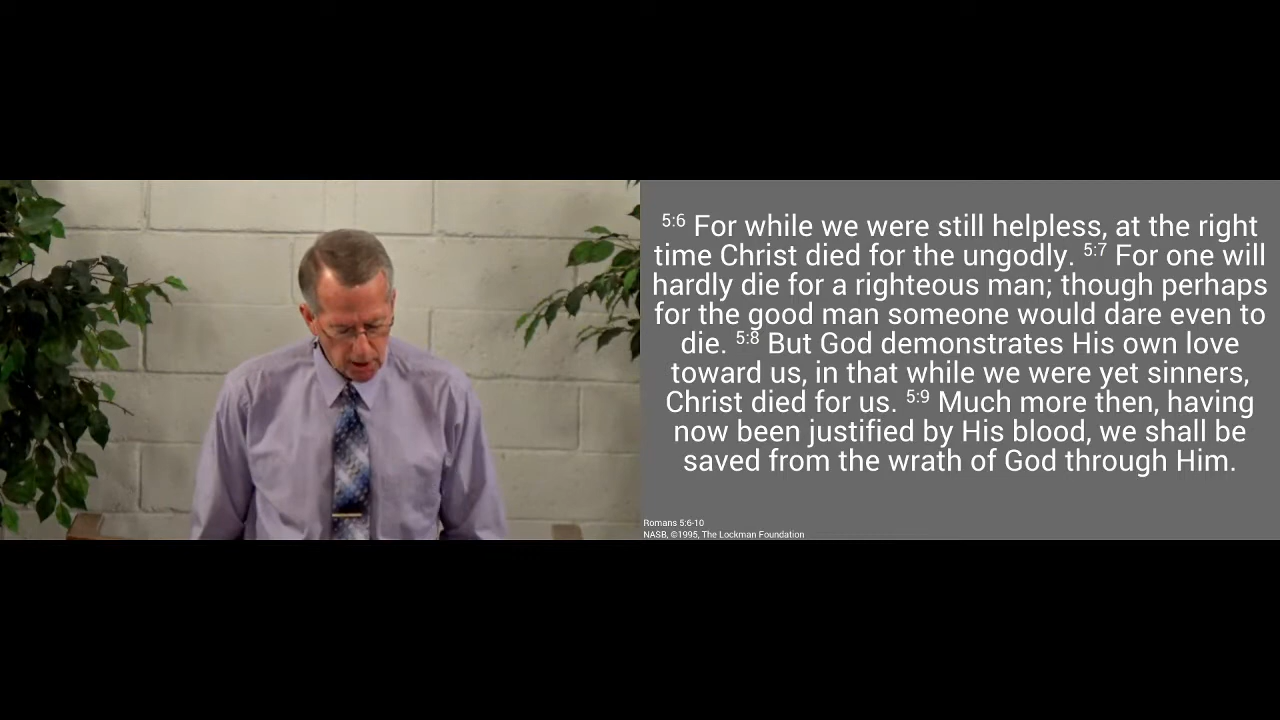 5:6 For while we were still helpless, at the right
time Christ died for the ungodly. 5:7 For one will
hardly die for a righteous man; though perhaps
for the good man someone would dare even to
die. 5:8 But God demonstrates His own love
toward us, in that while we were yet sinners,
Christ died for us. 5:9 Much more then, having
now been justified by His blood, we shall be
saved from the wrath of God through Him.
Romans 5:6-10
NASB, ©1995, The Lockman Foundation